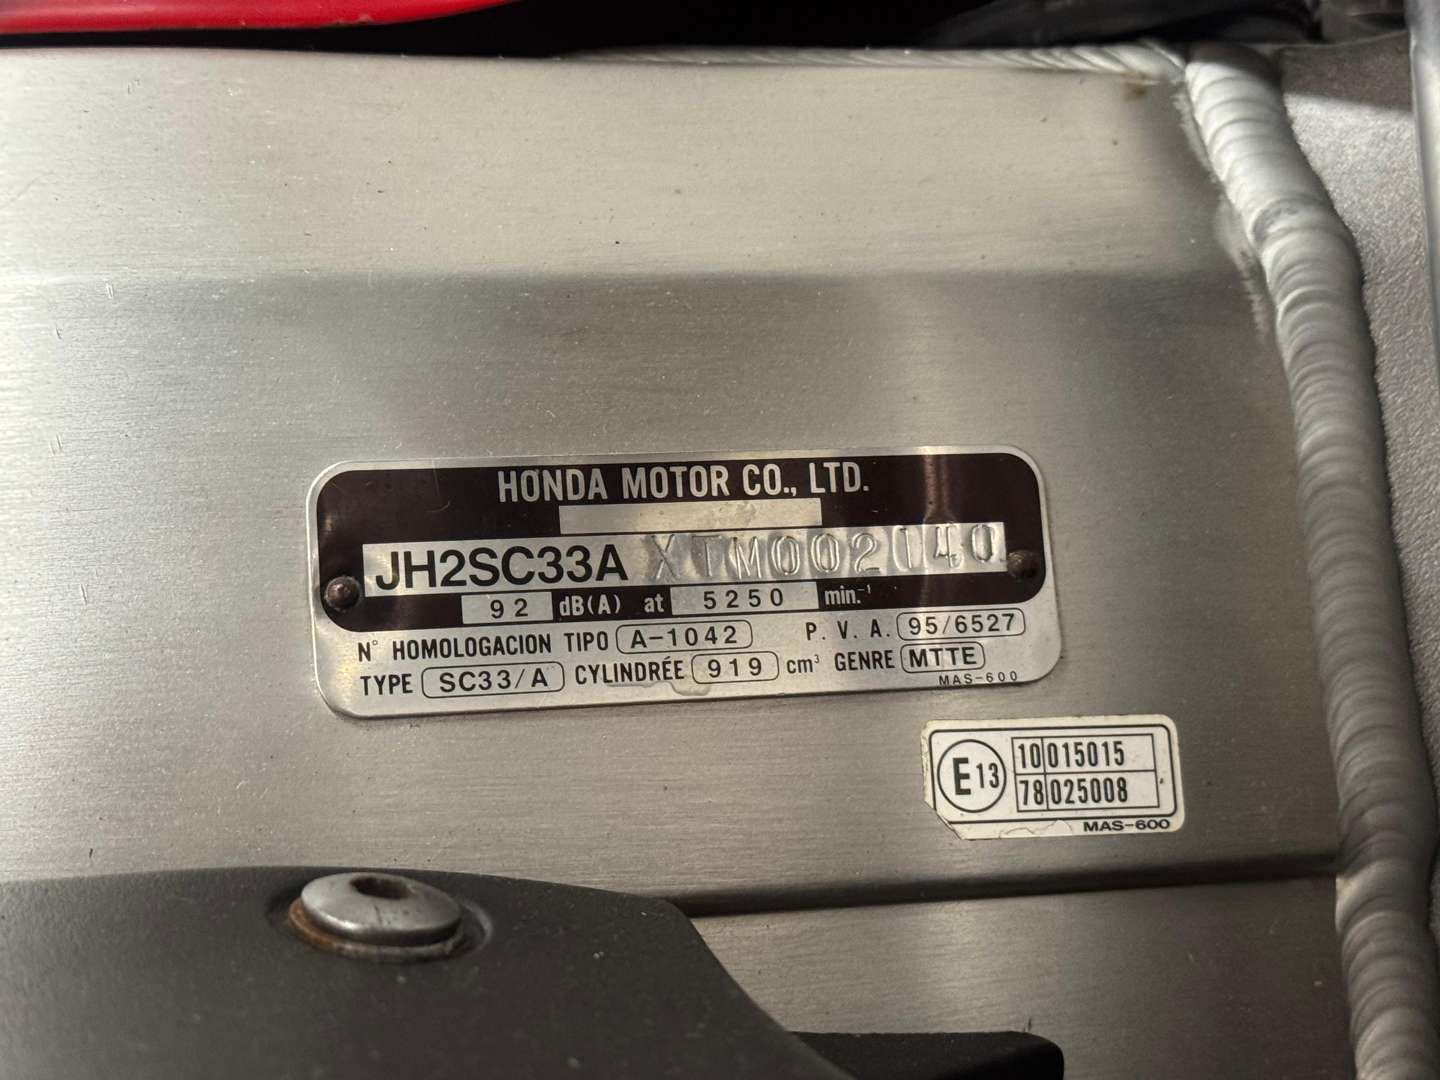 HONDA MOTOR CO., LTD.
JH2SC33A XTM002040
92 dB(A) at 5250 min.-¹
N° HOMOLOGACION TIPO A-1042 P. V. A. 95/6527
TYPE SC33/A CYLINDRÉE 919 cm³ GENRE MTTE
MAS-600
E13 10 015015
78 025008
MAS-600